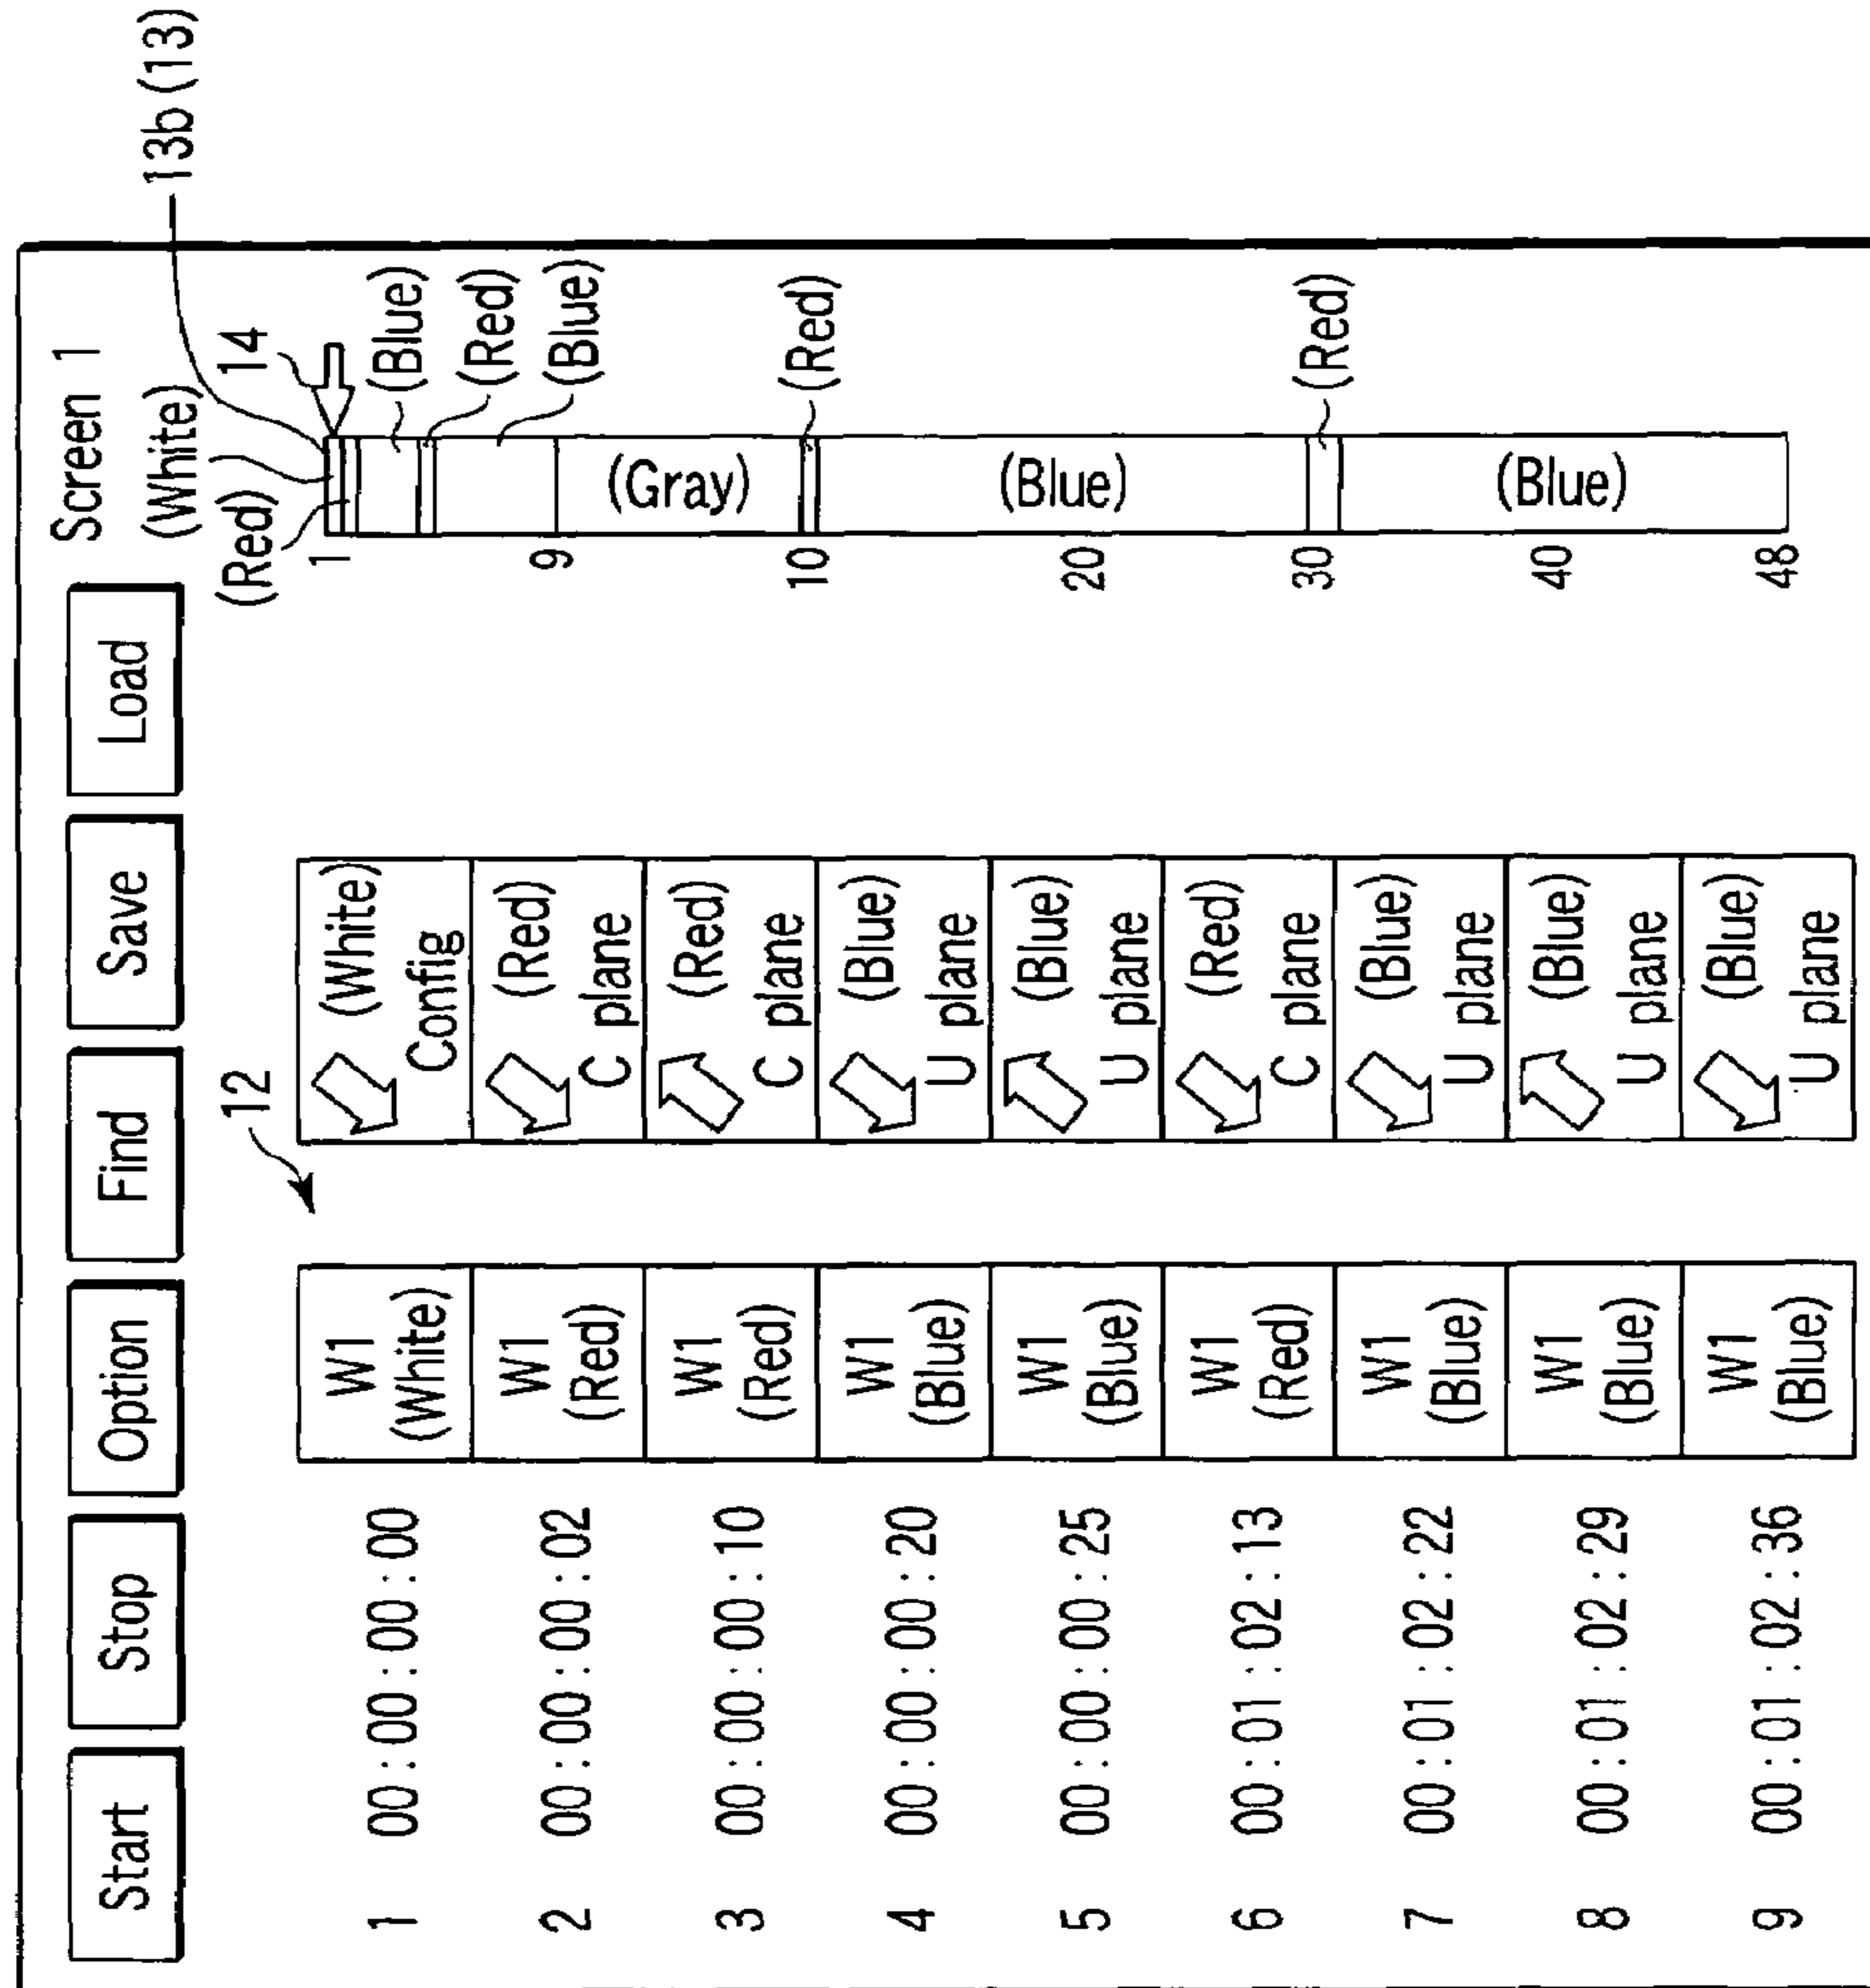 Screen 1
13b (13)
Start Stop Option Find Save Load
12
1 00:00:00:00 W1 (White) (White) Config
2 00:00:00:02 W1 (Red) (Red) C plane
3 00:00:00:10 W1 (Red) (Red) C plane
4 00:00:00:20 W1 (Blue) (Blue) U plane
5 00:00:00:25 W1 (Blue) (Blue) U plane
6 00:01:02:13 W1 (Red) (Red) C plane
7 00:01:02:22 W1 (Blue) (Blue) U plane
8 00:01:02:29 W1 (Blue) (Blue) U plane
9 00:01:02:36 W1 (Blue) (Blue) U plane
(White)
(Red)
14
1
(Blue)
(Red)
9
(Blue)
(Gray)
10
(Red)
20
(Blue)
30
(Red)
40
(Blue)
48